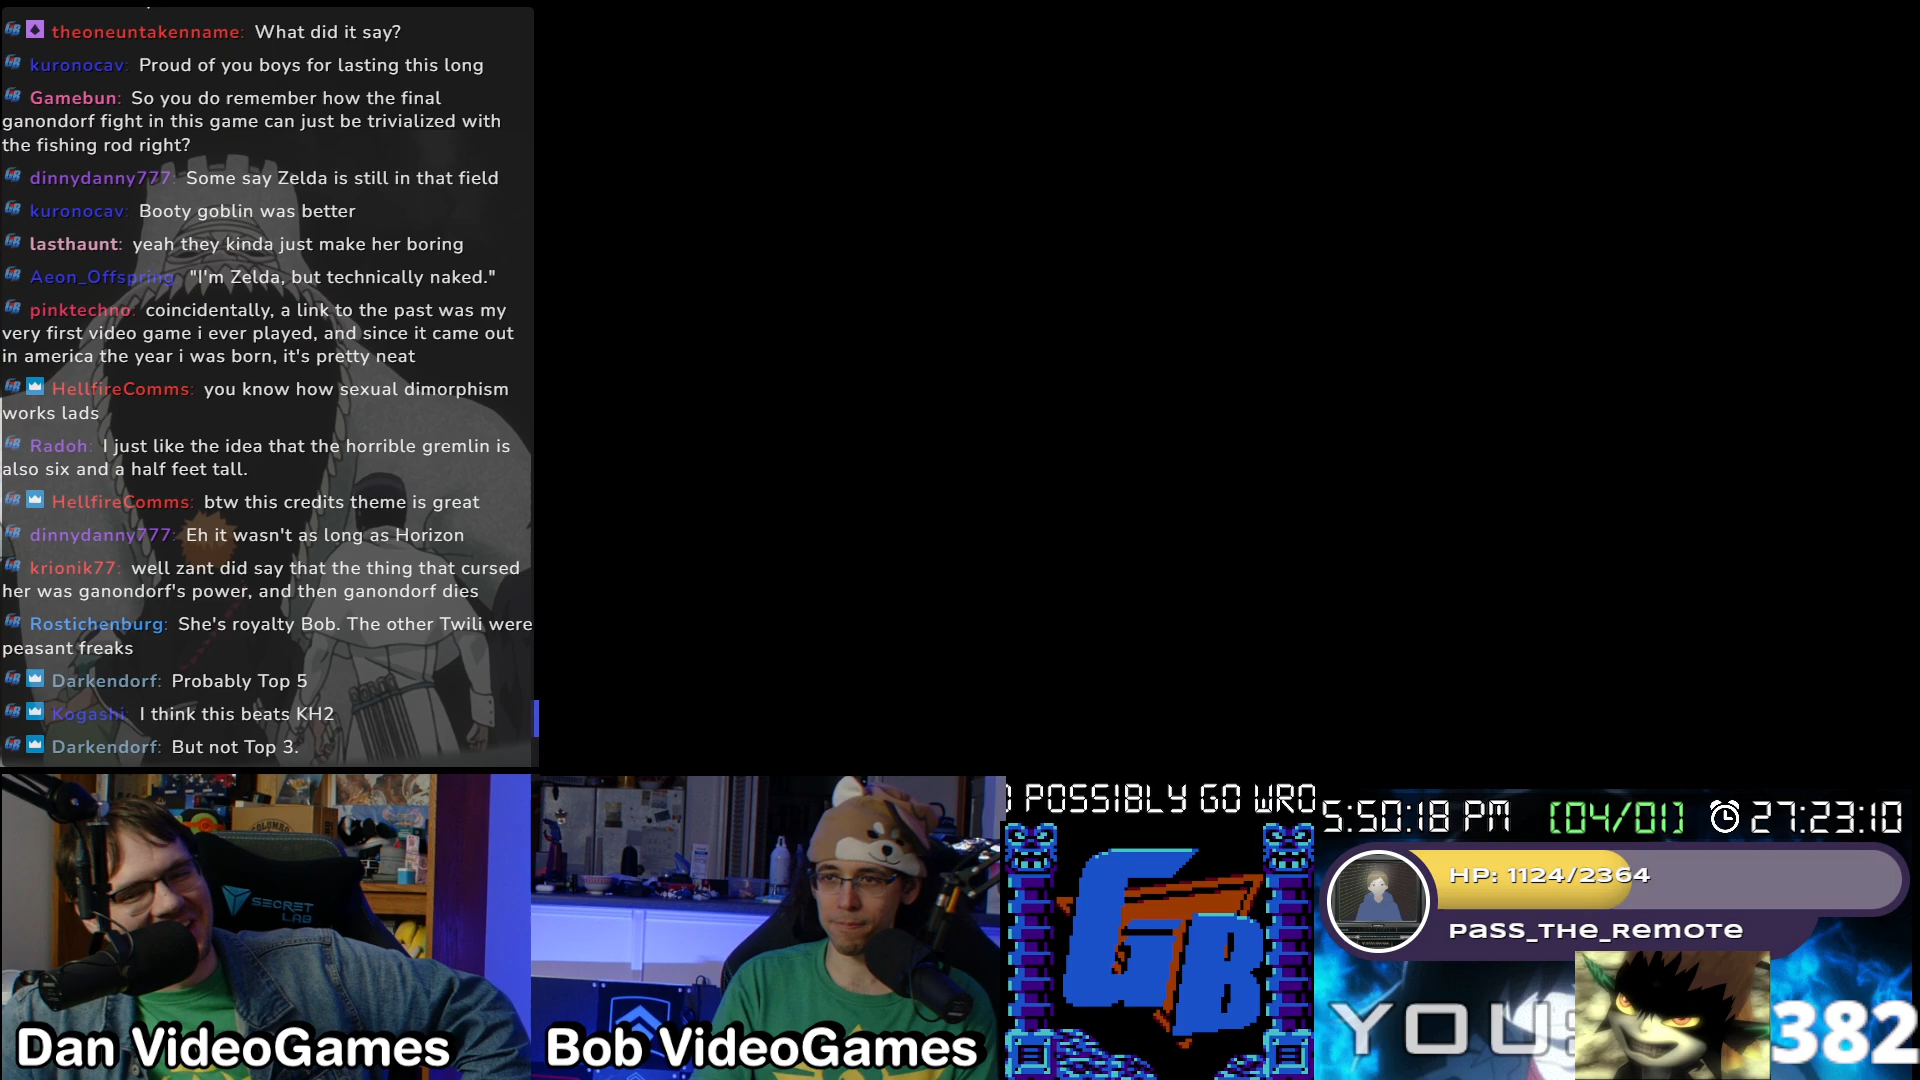 theoneuntakenname: What did it say?
kuronocav: Proud of you boys for lasting this long
Gamebun: So you do remember how the final
ganondorf fight in this game can just be trivialized with
the fishing rod right?
dinnydanny777: Some say Zelda is still in that field
kuronocav: Booty goblin was better
lasthaunt: yeah they kinda just make her boring
Aeon_Offspring: "I'm Zelda, but technically naked."
pinktechno: coincidentally, a link to the past was my
very first video game i ever played, and since it came out
in america the year i was born, it's pretty neat
HellfireComms: you know how sexual dimorphism
works lads
Radoh: I just like the idea that the horrible gremlin is
also six and a half feet tall.
HellfireComms: btw this credits theme is great
dinnydanny777: Eh it wasn't as long as Horizon
krionik77: well zant did say that the thing that cursed
her was ganondorf's power, and then ganondorf dies
Rostichenburg: She's royalty Bob. The other Twili were
peasant freaks
Darkendorf: Probably Top 5
Kogashi: I think this beats KH2
Darkendorf: But not Top 3.
SECRET
LAB
Dan VideoGames
Bob VideoGames
POSSIBLY GO WRO
GB
5:50:18 PM [04/01] 27:23:10
HP: 1124/2364
Pass_The_Remote
YOU
382